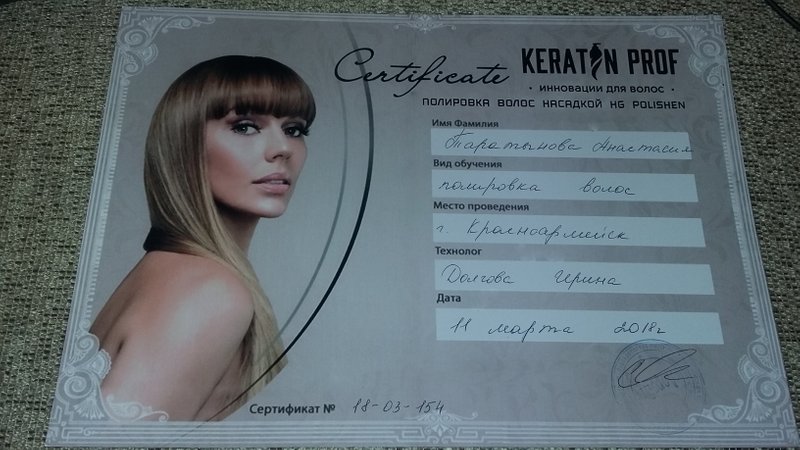 Certificate
KERATIN PROF
• ИННОВАЦИИ ДЛЯ ВОЛОС •
ПОЛИРОВКА ВОЛОС НАСАДКОЙ HG POLISHEN
Имя Фамилия
Таратынова Анастасия
Вид обучения
полировка волос
Место проведения
г. Красноармейск
Технолог
Долгова Ирина
Дата
11 марта 2018г
Сертификат № 18-03-154